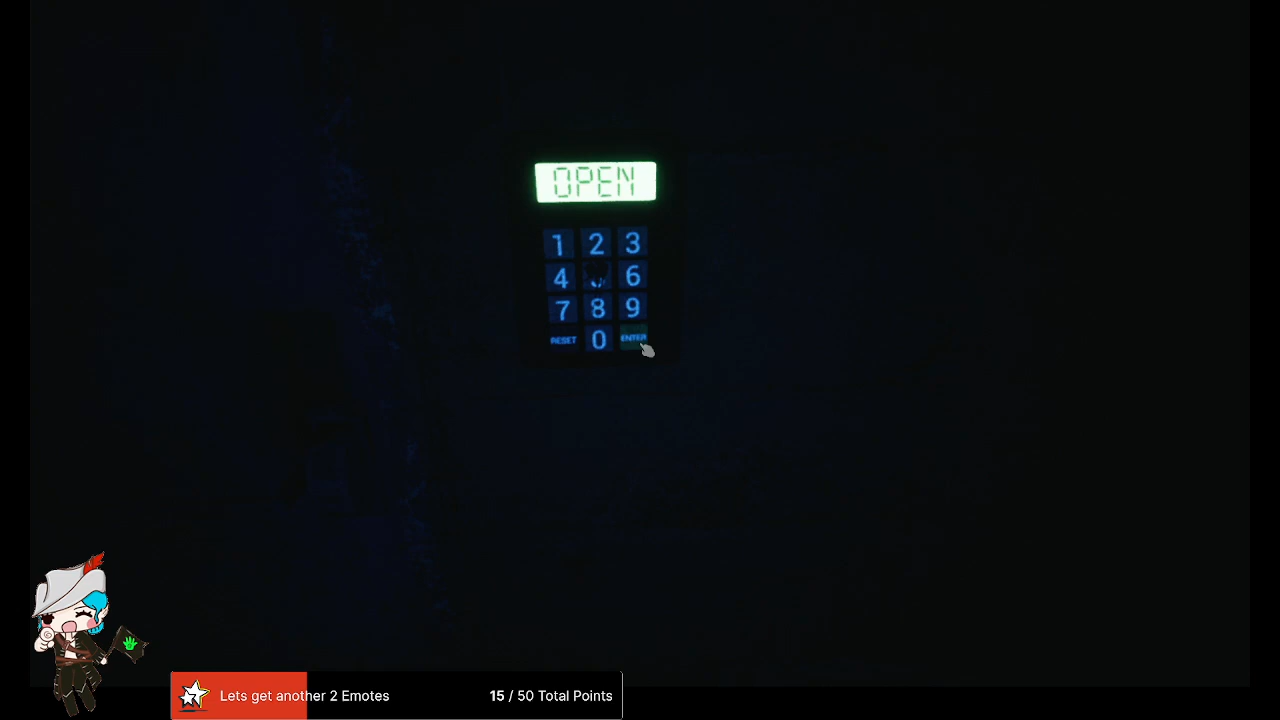 OPEN
1 2 3
4 6
7 8 9
RESET 0 ENTER
Lets get another 2 Emotes 15 / 50 Total Points